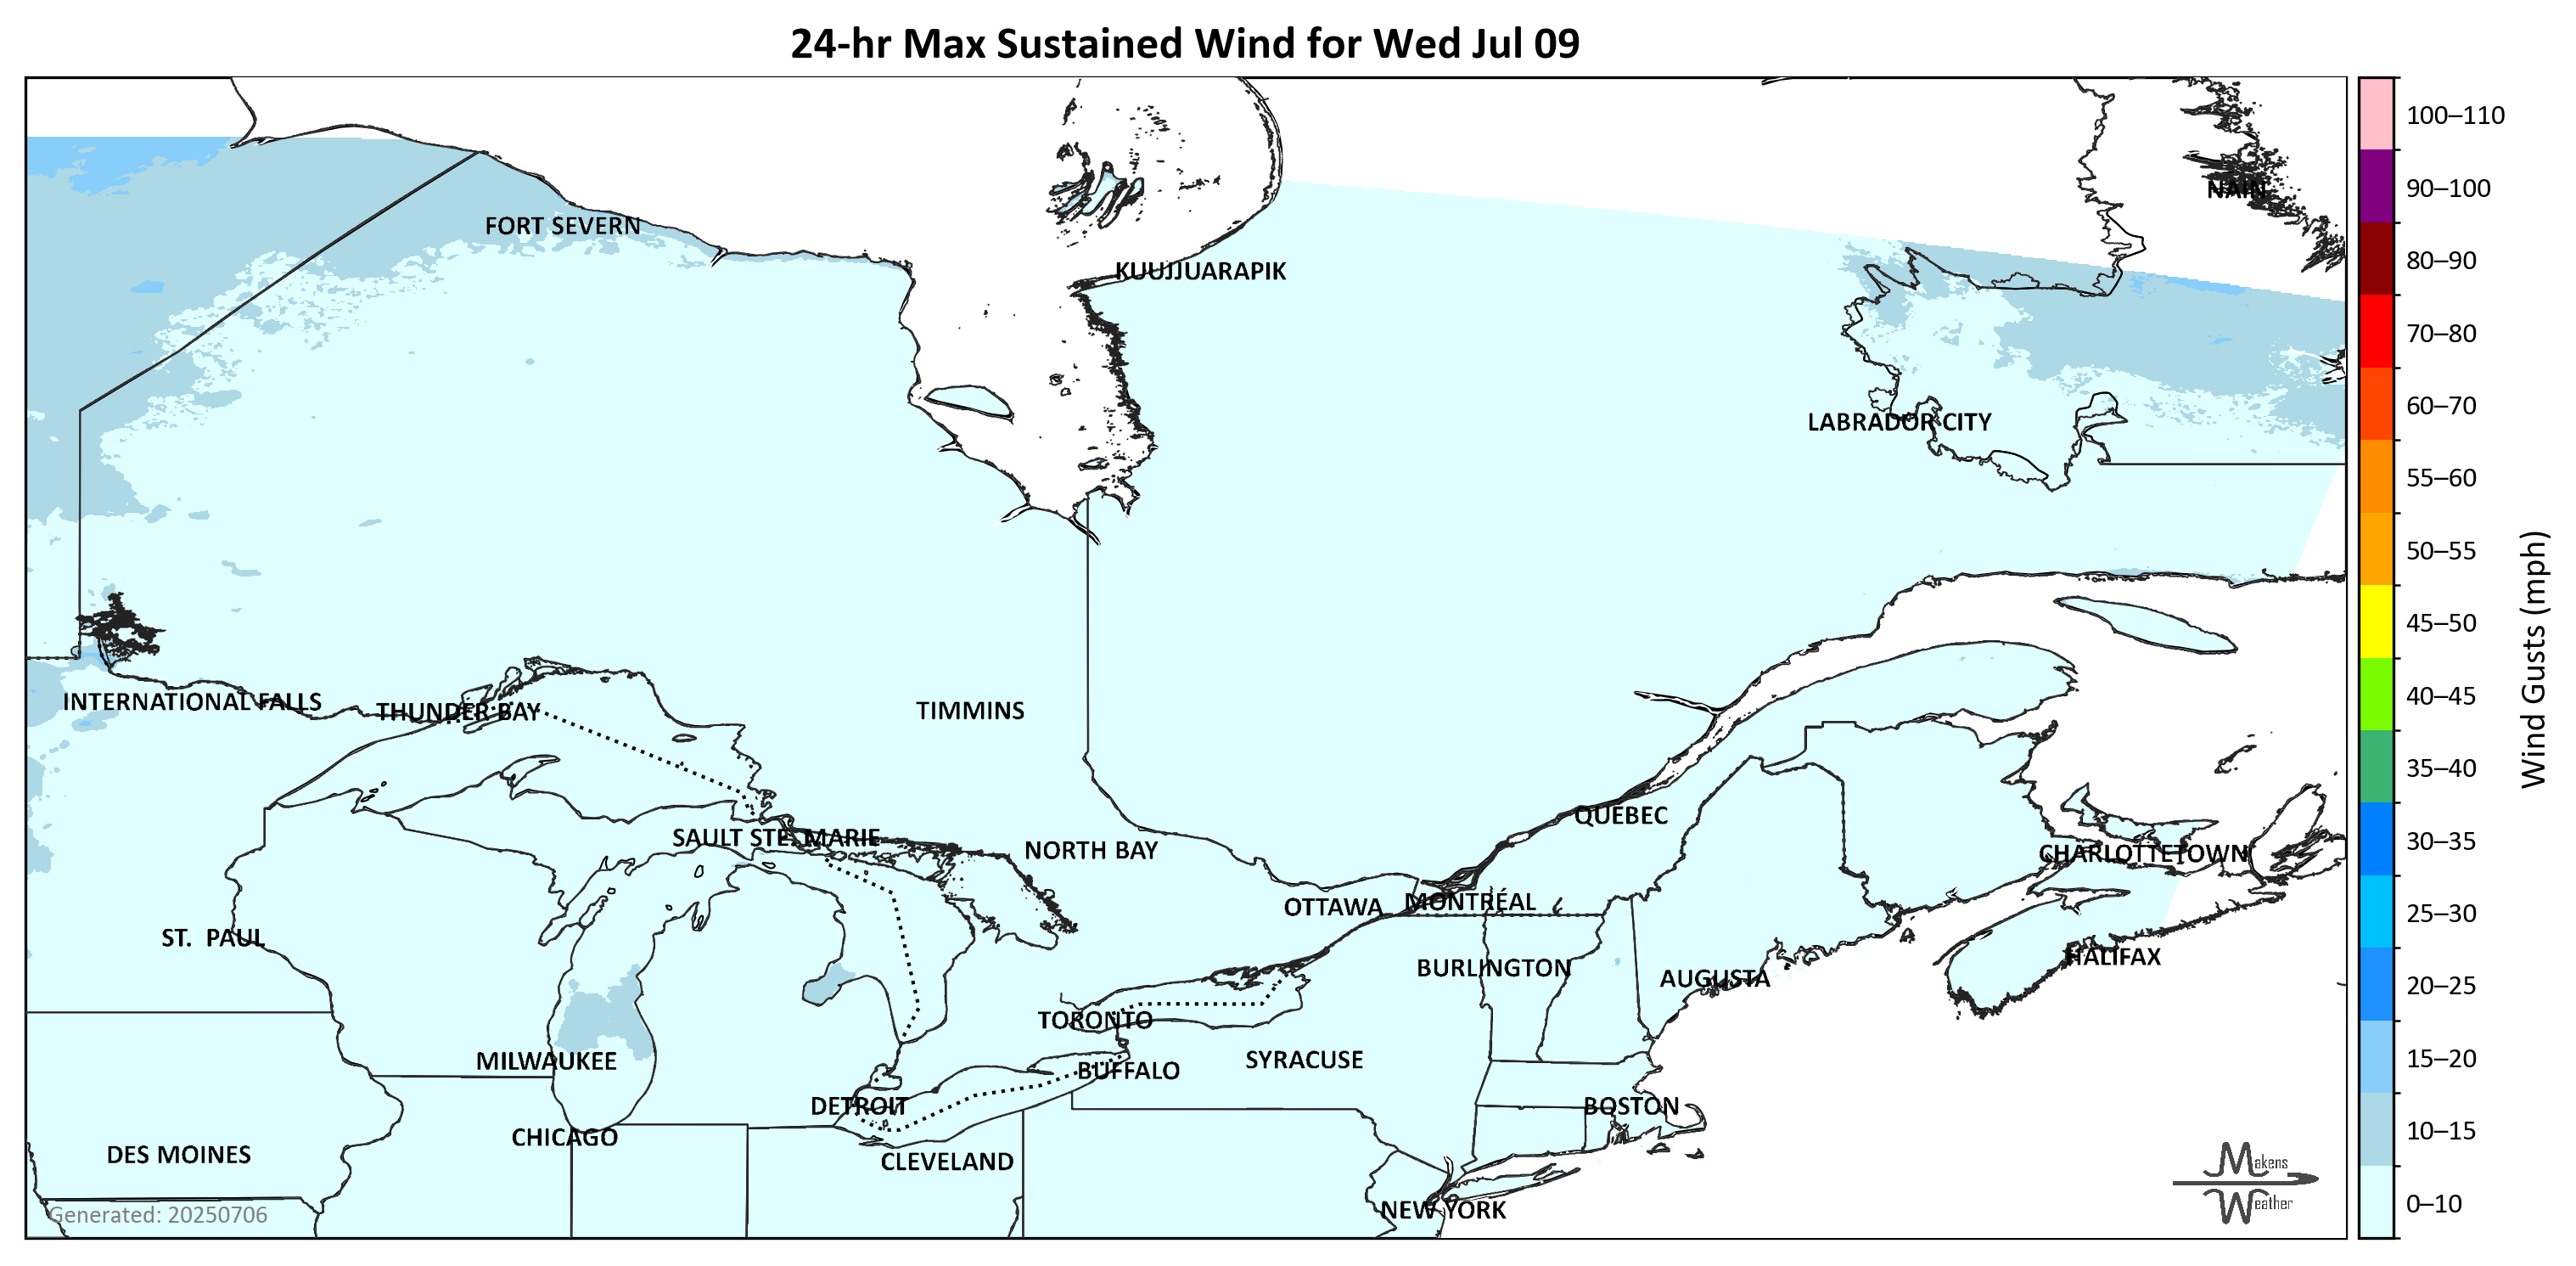 24-hr Max Sustained Wind for Wed Jul 09
100–110
90–100
NAIN
FORT SEVERN
80–90
KUUJJUARAPIK
70–80
60–70
LABRADOR CITY
55–60
50–55
45–50
Wind Gusts (mph)
40–45
INTERNATIONAL FALLS
THUNDER BAY
TIMMINS
35–40
QUÉBEC
30–35
SAULT STE. MARIE
NORTH BAY
CHARLOTTETOWN
OTTAWA
MONTRÉAL
25–30
ST. PAUL
HALIFAX
BURLINGTON
AUGUSTA
20–25
TORONTO
MILWAUKEE
SYRACUSE
BUFFALO
15–20
DETROIT
BOSTON
CHICAGO
10–15
DES MOINES
CLEVELAND
Makens
Weather
0–10
Generated: 20250706
NEW YORK